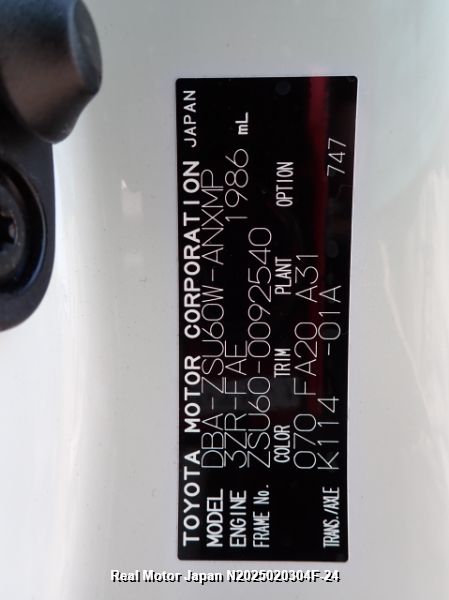 TOYOTA MOTOR CORPORATION JAPAN
MODEL DBA-ZSU60W-ANXMP
ENGINE 3ZR-FAE 1986 mL
FRAME No. ZSU60-0092540
COLOR TRIM PLANT OPTION
070 FA20 A31
TRANS./AXLE K114 -01A 747
Real Motor Japan N2025020304F-24